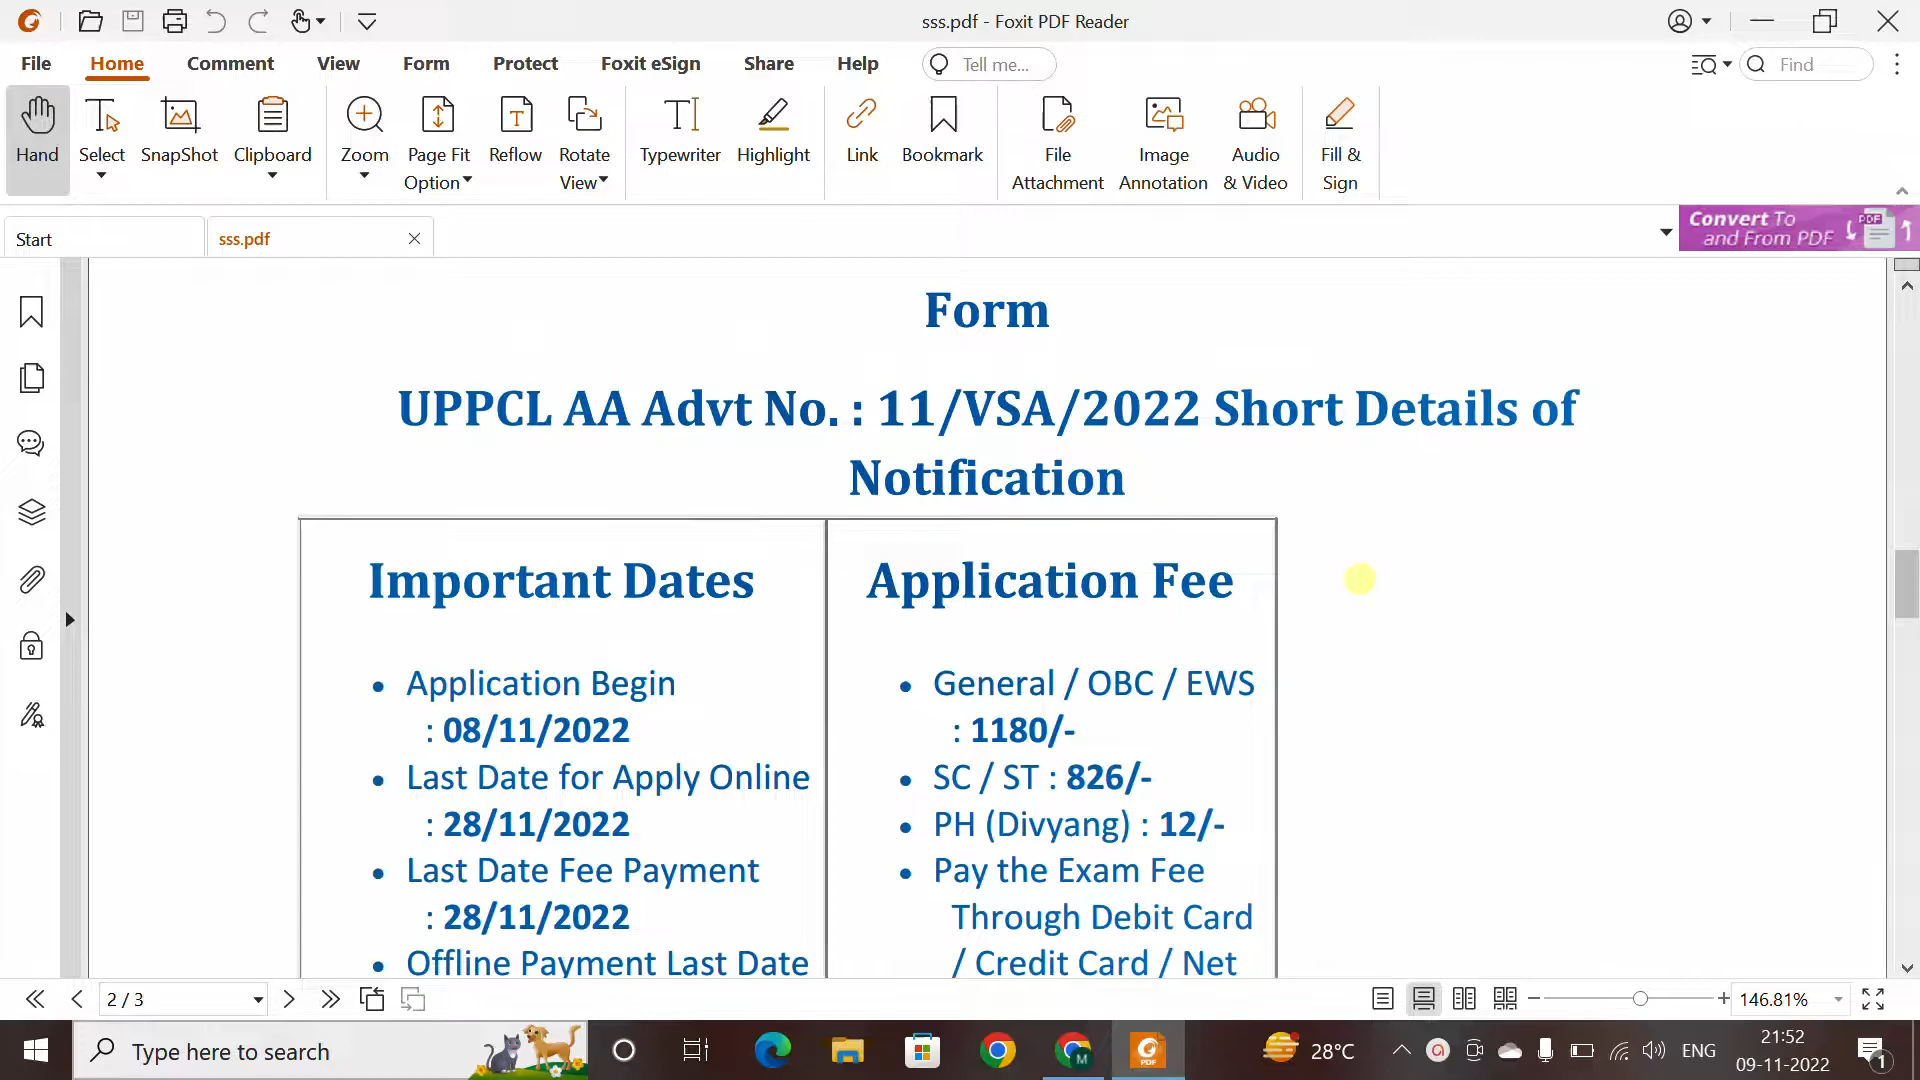 sss.pdf - Foxit PDF Reader
File Home Comment View Form Protect Foxit eSign Share Help Tell me... Find
Hand Select SnapShot Clipboard Zoom Page Fit Option Reflow Rotate View Typewriter Highlight Link Bookmark File Attachment Image Annotation Audio & Video Fill & Sign
Start sss.pdf
Convert To
and From PDF
PDF
Form
UPPCL AA Advt No. : 11/VSA/2022 Short Details of
Notification
Important Dates
• Application Begin
: 08/11/2022
• Last Date for Apply Online
: 28/11/2022
• Last Date Fee Payment
: 28/11/2022
• Offline Payment Last Date
Application Fee
• General / OBC / EWS
: 1180/-
• SC / ST : 826/-
• PH (Divyang) : 12/-
• Pay the Exam Fee
Through Debit Card
/ Credit Card / Net
2 / 3
146.81%
Type here to search
M
PDF
28°C
ENG
21:52
09-11-2022
1